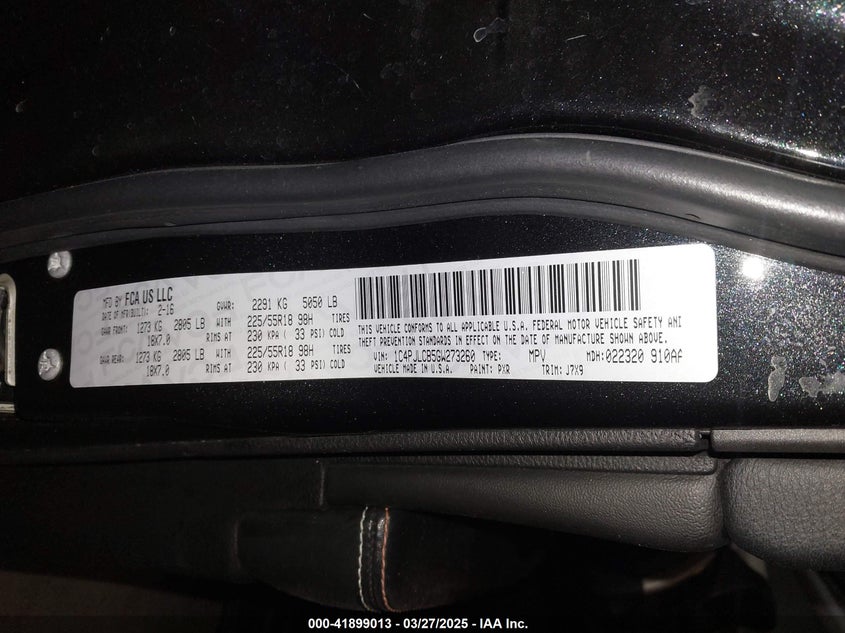 MFD BY FCA US LLC
DATE OF MFR(BUILT): 2-16 GVWR: 2291 KG 5050 LB
GAWR FRONT: 1273 KG 2805 LB WITH 225/55R18 98H TIRES
18X7.0 RIMS AT 230 KPA ( 33 PSI) COLD
GAWR REAR: 1273 KG 2805 LB WITH 225/55R18 98H TIRES
18X7.0 RIMS AT 230 KPA ( 33 PSI) COLD
THIS VEHICLE CONFORMS TO ALL APPLICABLE U.S.A. FEDERAL MOTOR VEHICLE SAFETY AND
THEFT PREVENTION STANDARDS IN EFFECT ON THE DATE OF MANUFACTURE SHOWN ABOVE.
VIN: 1C4PJLCB5GW273260 TYPE: MPV MDH: 022320 910AA
VEHICLE MADE IN U.S.A. PAINT: PXR TRIM: J7X9
000-41899013 - 03/27/2025 - IAA Inc.